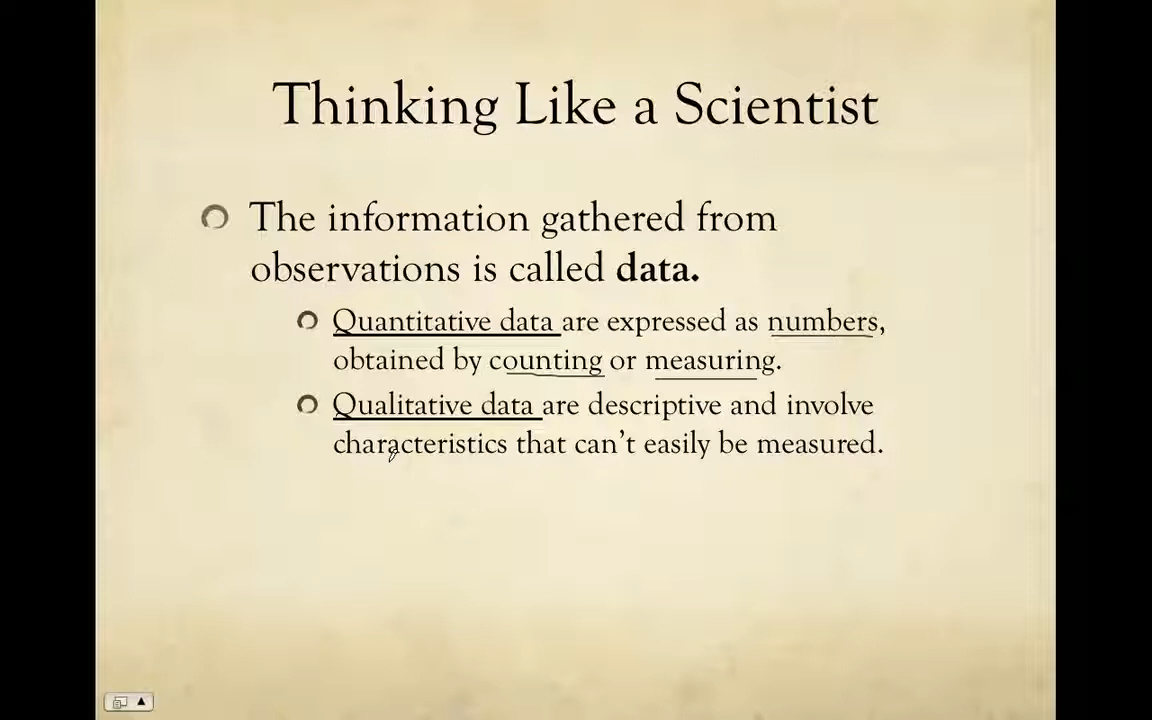 Thinking Like a Scientist
The information gathered from
observations is called data.
Quantitative data are expressed as numbers,
obtained by counting or measuring.
Qualitative data are descriptive and involve
characteristics that can't easily be measured.